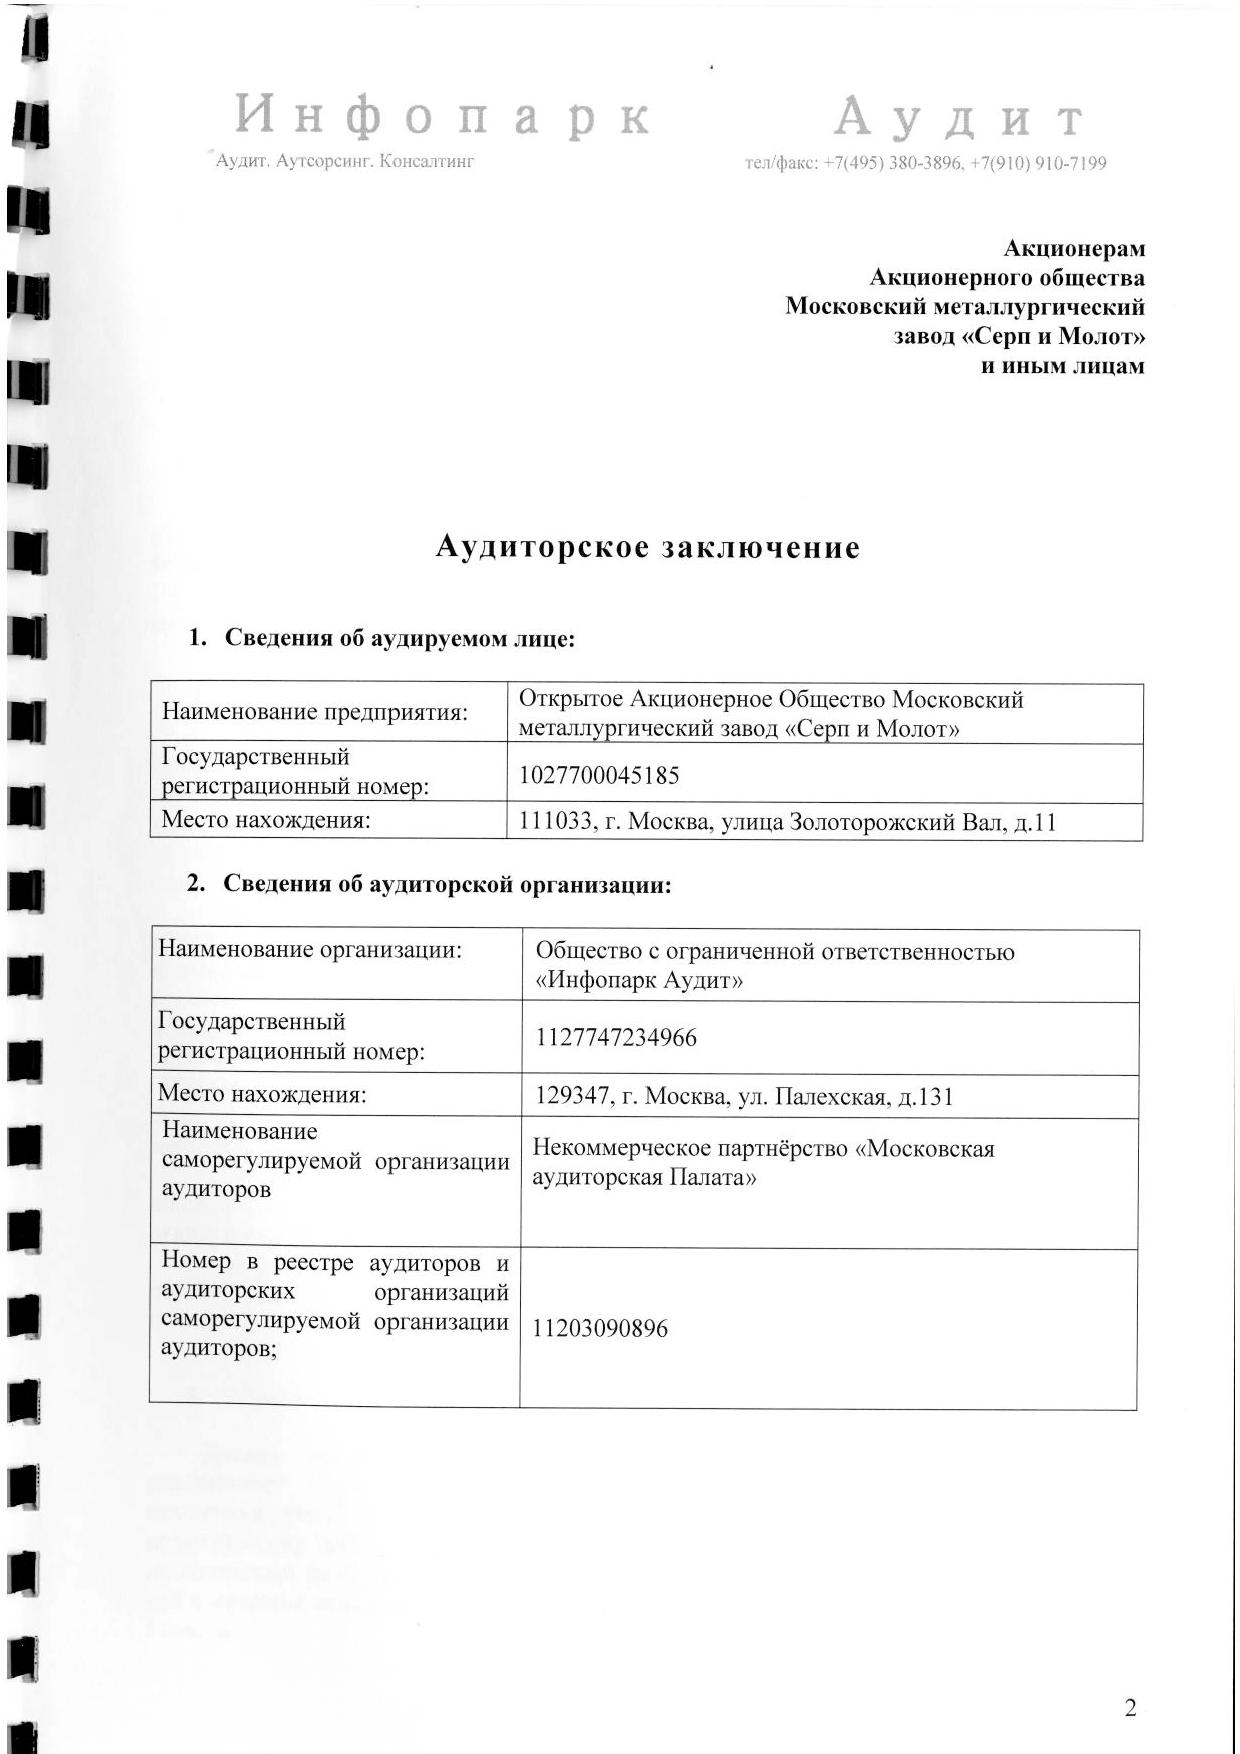 Инфопарк Аудит
Аудит. Аутсорсинг. Консалтинг тел/факс: +7(495) 380-3896, +7(910) 910-7199
Акционерам
Акционерного общества
Московский металлургический
завод «Серп и Молот»
и иным лицам
Аудиторское заключение
1. Сведения об аудируемом лице:
Наименование предприятия:
Открытое Акционерное Общество Московский
металлургический завод «Серп и Молот»
Государственный
регистрационный номер:
1027700045185
Место нахождения:
111033, г. Москва, улица Золоторожский Вал, д.11
2. Сведения об аудиторской организации:
Наименование организации:
Общество с ограниченной ответственностью
«Инфопарк Аудит»
Государственный
регистрационный номер:
1127747234966
Место нахождения:
129347, г. Москва, ул. Палехская, д.131
Наименование
саморегулируемой организации
аудиторов
Некоммерческое партнёрство «Московская
аудиторская Палата»
Номер в реестре аудиторов и
аудиторских организаций
саморегулируемой организации
аудиторов;
11203090896
2